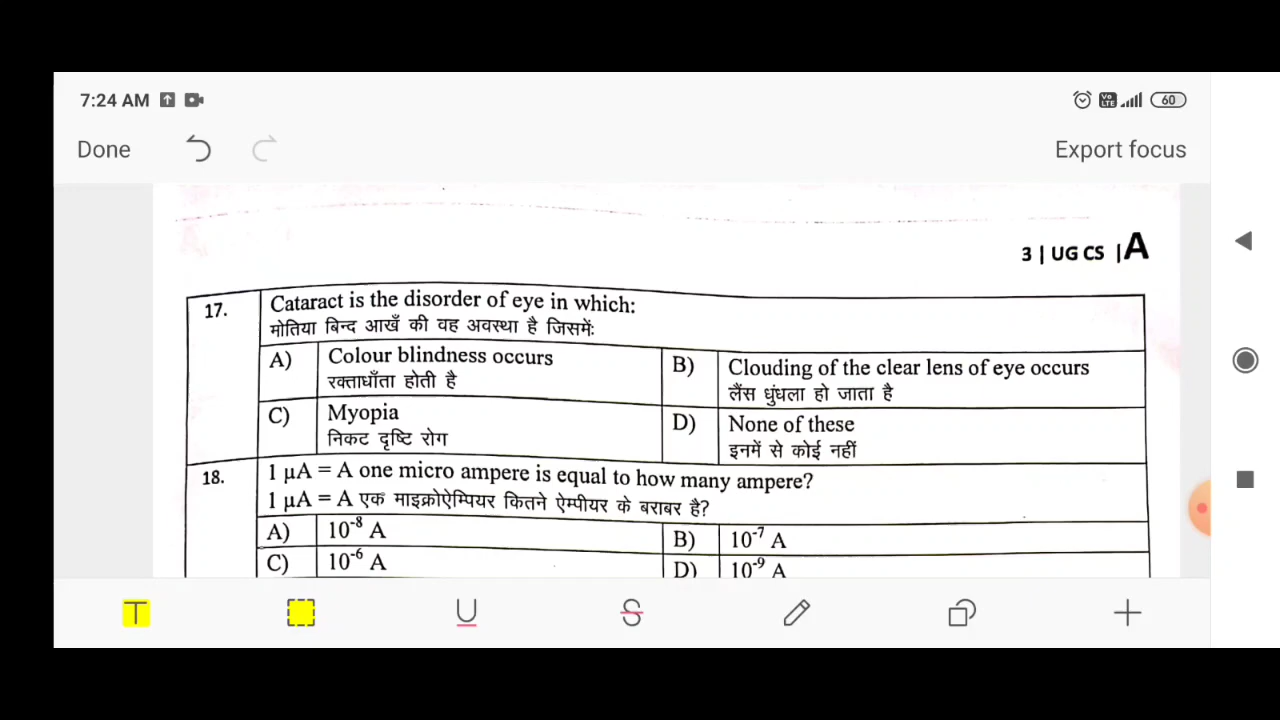 7:24 AM
Vo LTE 60
Done
Export focus
3 | UG CS | A
17. Cataract is the disorder of eye in which:
मोतिया बिन्द आखँ की वह अवस्था है जिसमें:
A) Colour blindness occurs
रक्ताधाँता होती है
B) Clouding of the clear lens of eye occurs
लैंस धुंधला हो जाता है
C) Myopia
निकट दृष्टि रोग
D) None of these
इनमें से कोई नहीं
18. 1 μA = A one micro ampere is equal to how many ampere?
1 μA = A एक माइक्रोऐम्पियर कितने ऐम्पीयर के बराबर है?
A) 10⁻⁸ A
B) 10⁻⁷ A
C) 10⁻⁶ A
D) 10⁻⁹ A
T U S